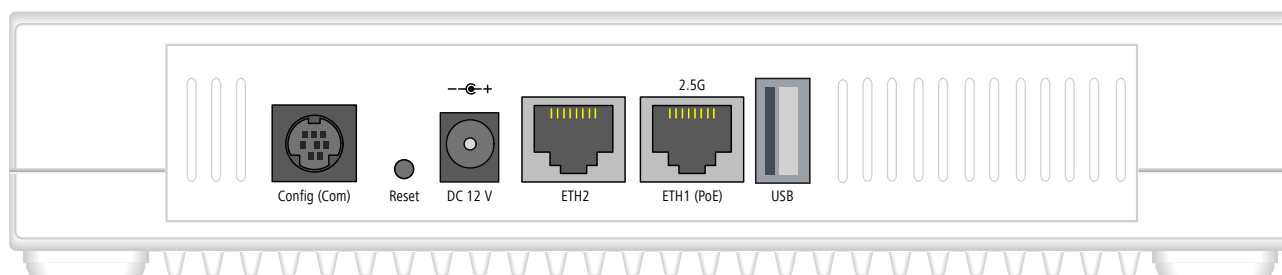 2.5G
Config (Com)
Reset
DC 12 V
ETH2
ETH1 (PoE)
USB